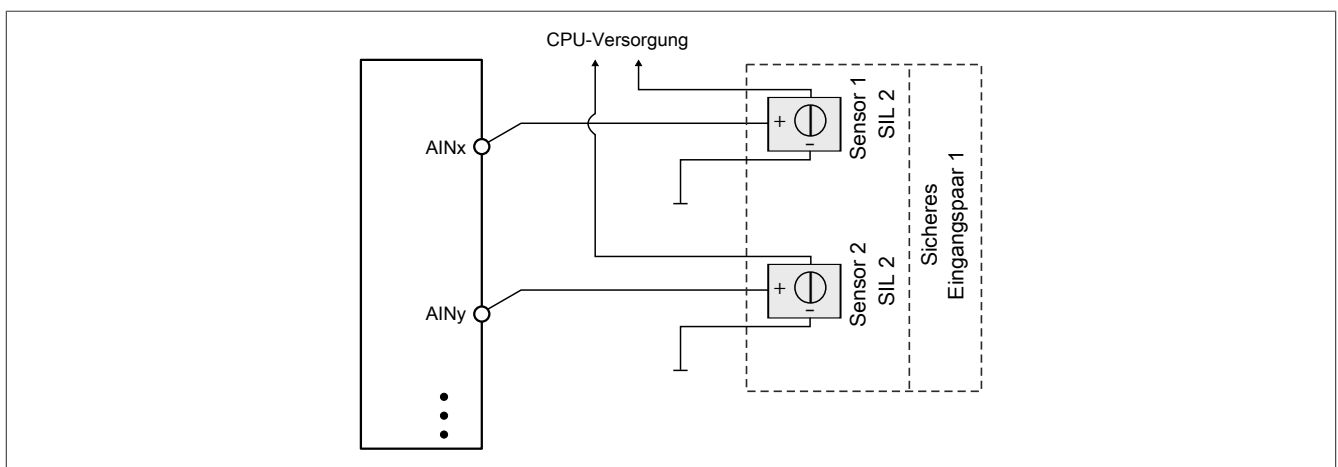 CPU-Versorgung
AINx
+
-
Sensor 1
SIL 2
AINy
+
-
Sensor 2
SIL 2
Sicheres
Eingangspaar 1